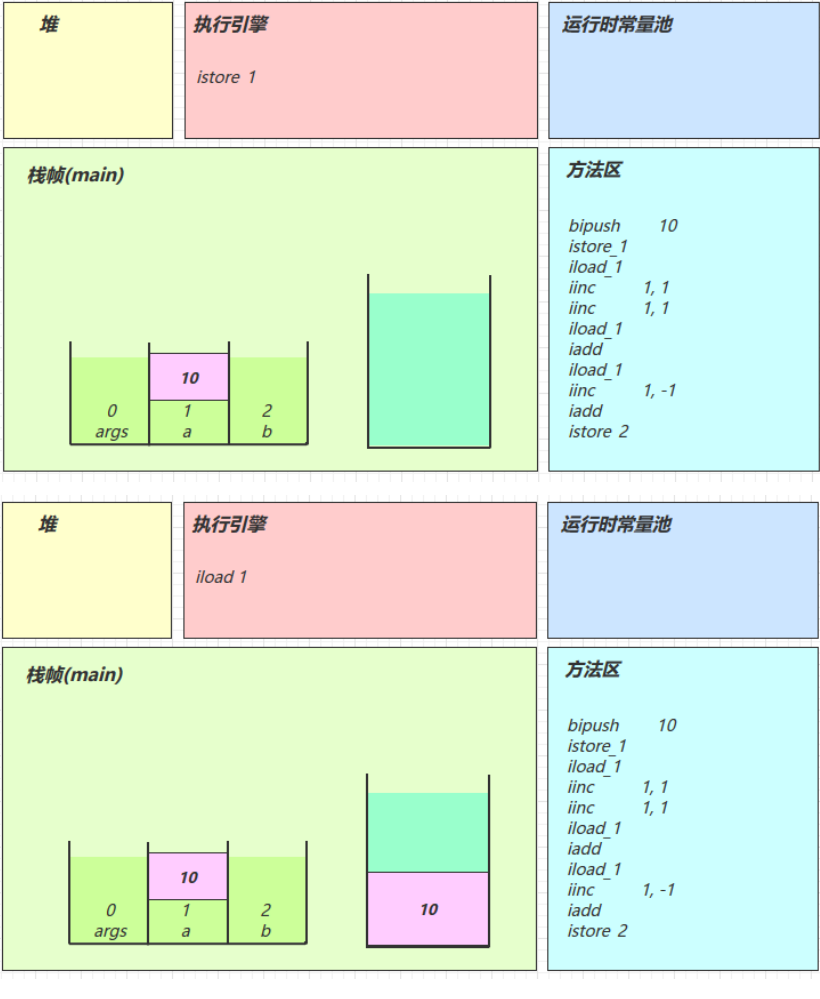 堆
执行引擎
istore 1
运行时常量池
栈帧(main)
10
0 1 2
args a b
方法区
bipush 10
istore_1
iload_1
iinc 1, 1
iinc 1, 1
iload_1
iadd
iload_1
iinc 1, -1
iadd
istore 2
堆
执行引擎
iload 1
运行时常量池
栈帧(main)
10
0 1 2
args a b
10
方法区
bipush 10
istore_1
iload_1
iinc 1, 1
iinc 1, 1
iload_1
iadd
iload_1
iinc 1, -1
iadd
istore 2